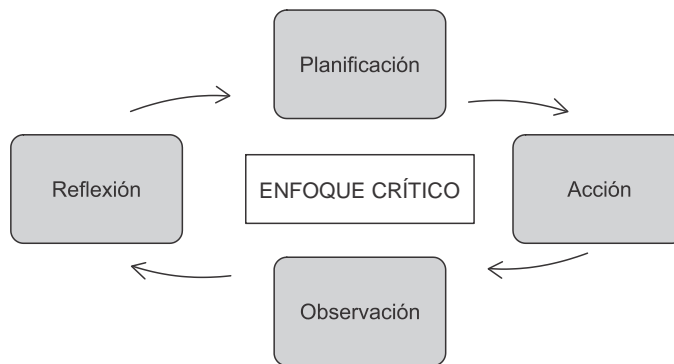 Planificación
Reflexión
ENFOQUE CRÍTICO
Acción
Observación